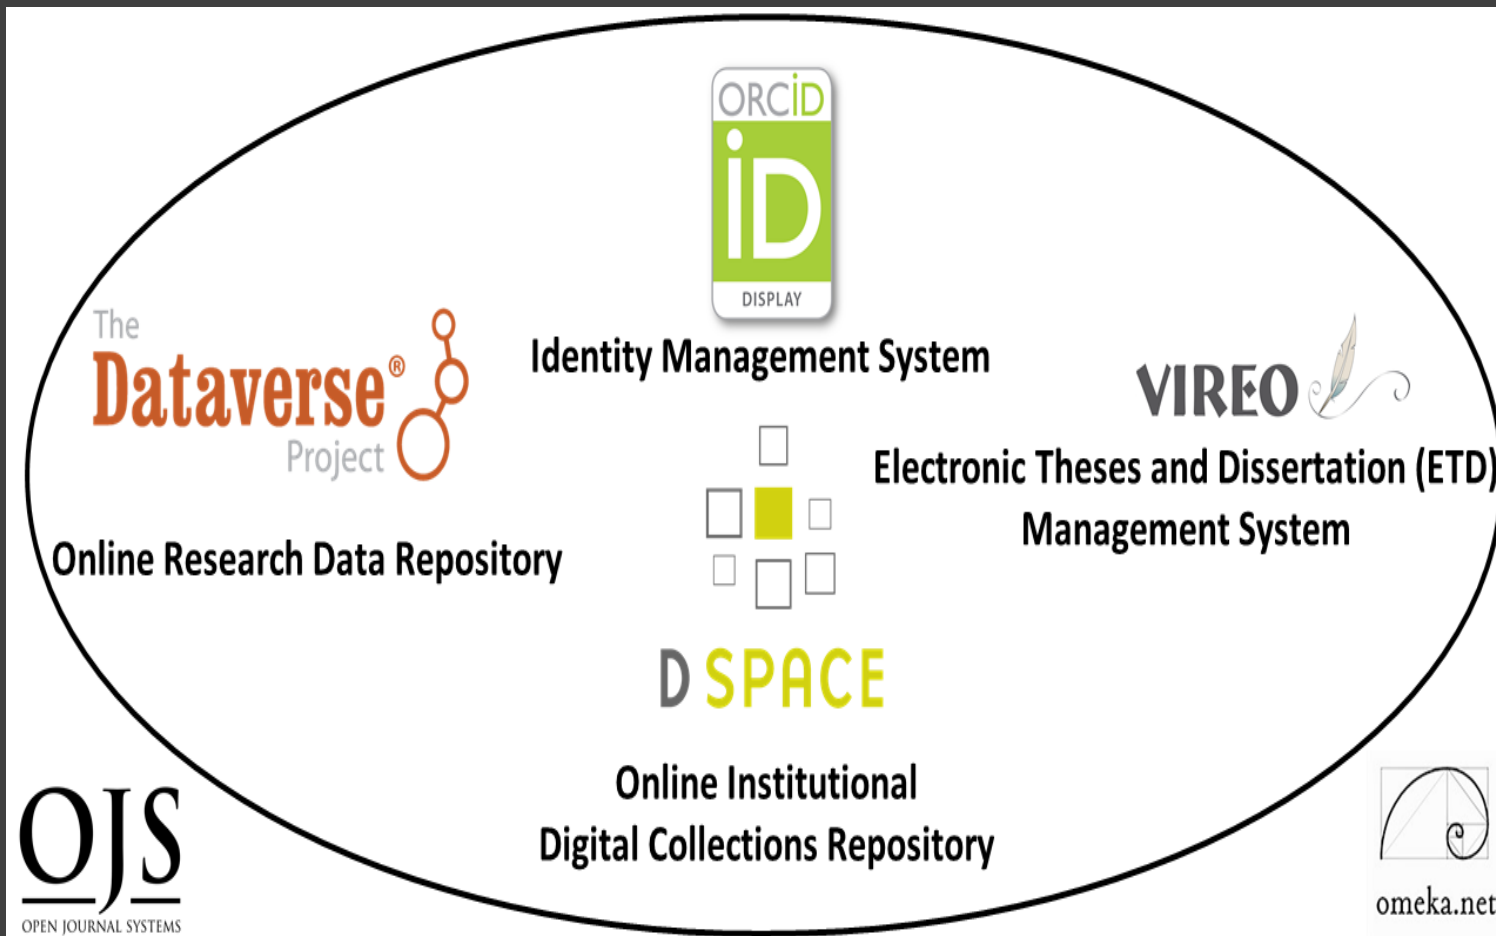 ORCiD
iD
DISPLAY
Identity Management System
The
Dataverse®
Project
Online Research Data Repository
VIREO
Electronic Theses and Dissertation (ETD)
Management System
D SPACE
Online Institutional
Digital Collections Repository
OJS
OPEN JOURNAL SYSTEMS
omeka.net